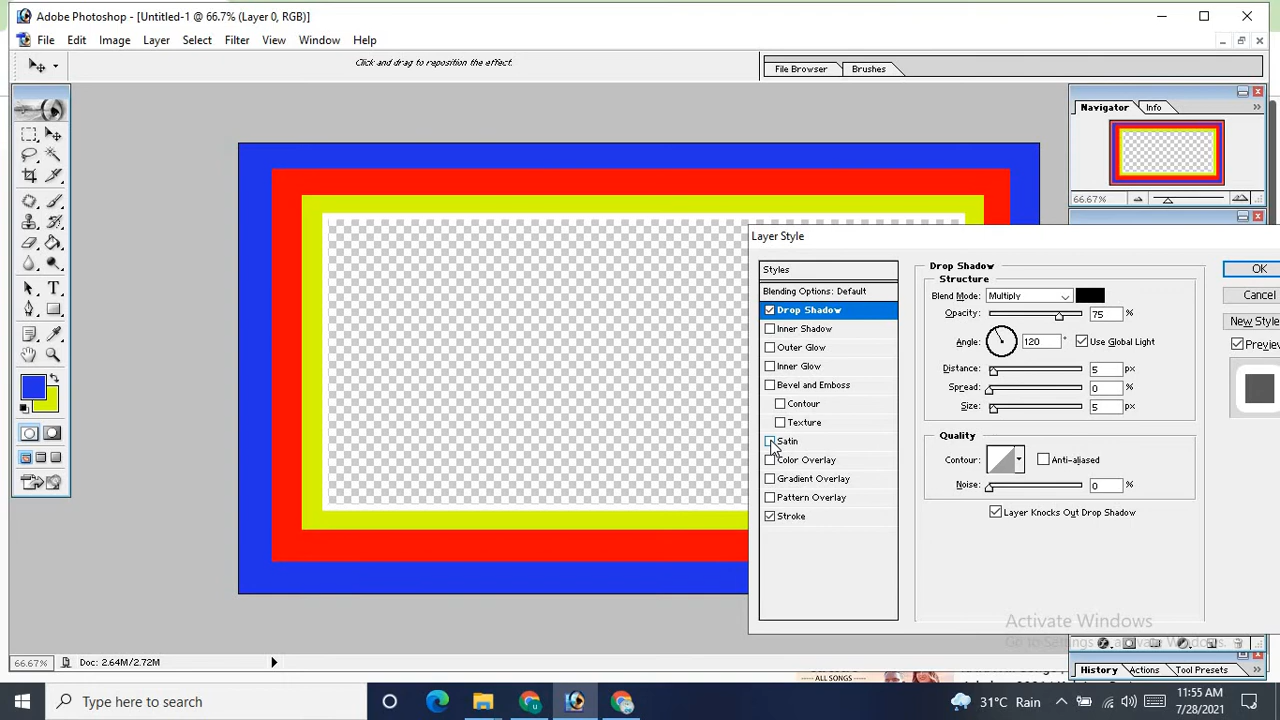 Adobe Photoshop - [Untitled-1 @ 66.7% (Layer 0, RGB)]
File Edit Image Layer Select Filter View Window Help
Click and drag to reposition the effect.
File Browser Brushes
Navigator Info
66.67%
Layer Style
Styles
Blending Options: Default
Drop Shadow
Inner Shadow
Outer Glow
Inner Glow
Bevel and Emboss
Contour
Texture
Satin
Color Overlay
Gradient Overlay
Pattern Overlay
Stroke
Drop Shadow
Structure
Blend Mode: Multiply
Opacity: 75 %
Angle: 120 ° Use Global Light
Distance: 5 px
Spread: 0 %
Size: 5 px
Quality
Contour: Anti-aliased
Noise: 0 %
Layer Knocks Out Drop Shadow
OK
Cancel
New Style
Preview
Activate Windows
Go to Settings to activate Windows.
66.67% Doc: 2.64M/2.72M
History Actions Tool Presets
ALL SONGS
Type here to search
31°C Rain
11:55 AM
7/28/2021